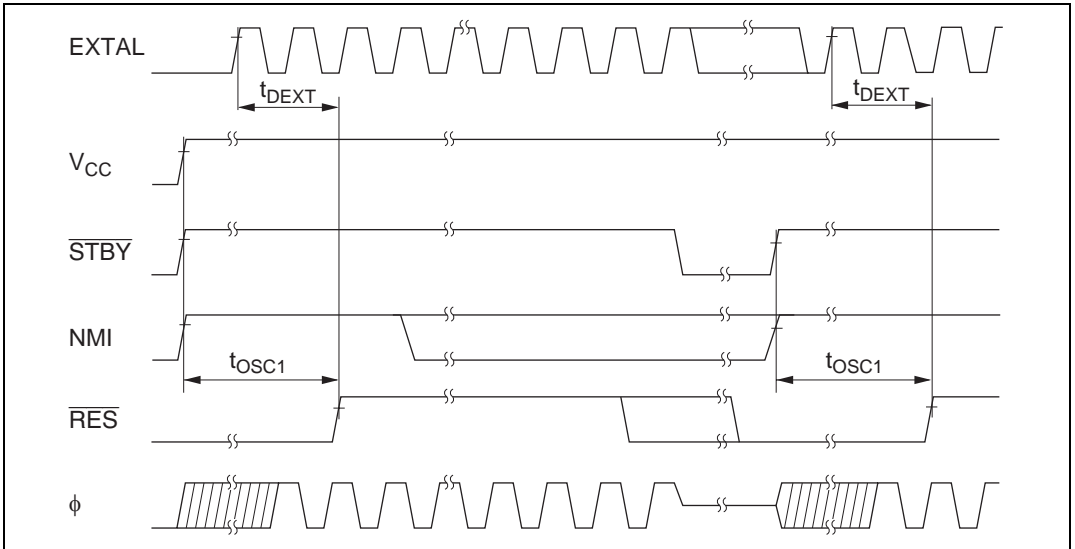 EXTAL
tDEXT tDEXT
VCC
STBY
NMI
tOSC1 tOSC1
RES
ϕ